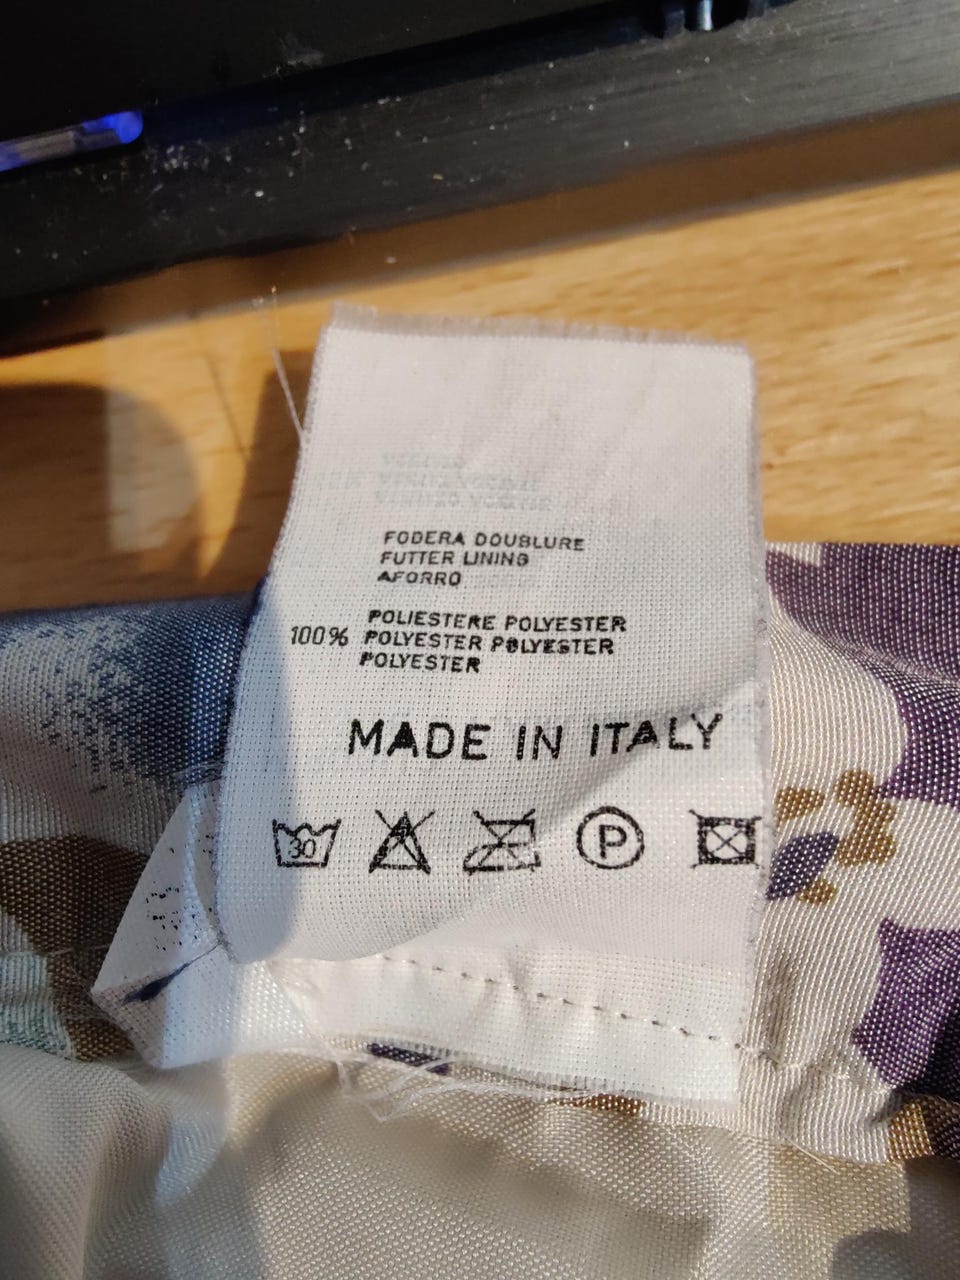 FODERA DOUBLURE
FUTTER LINING
AFORRO
POLIESTERE POLYESTER
100% POLYESTER POLYESTER
POLYESTER
MADE IN ITALY
30
P